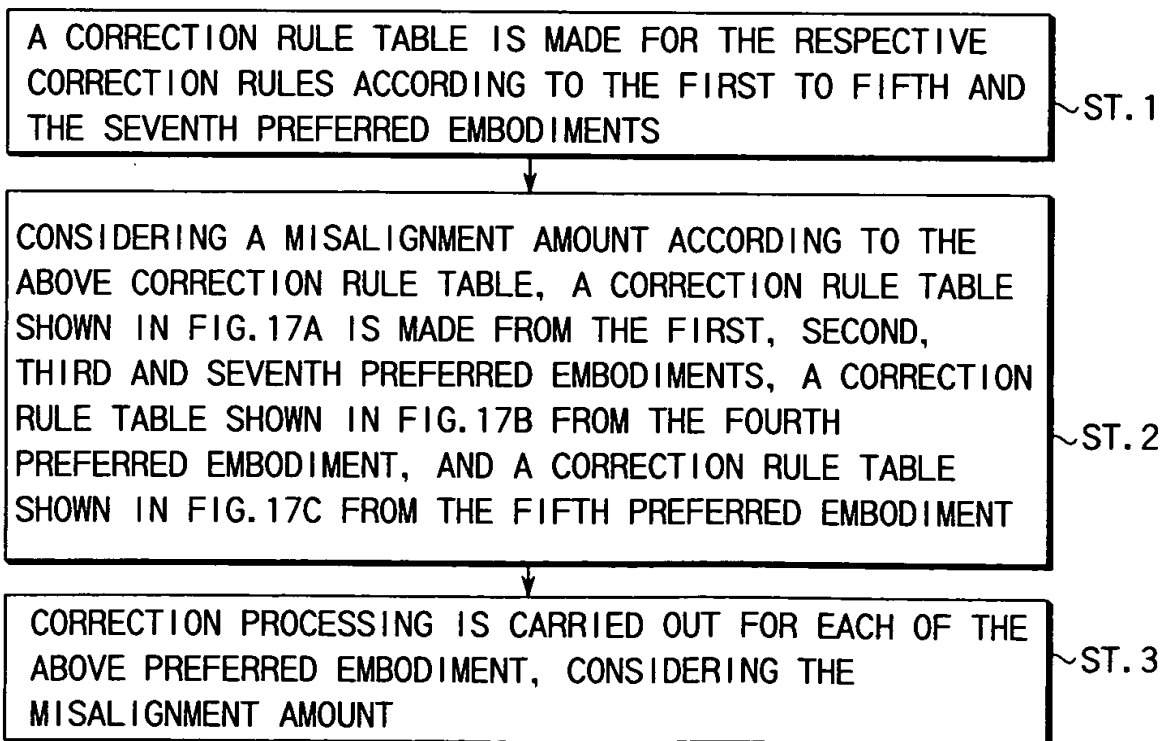 A CORRECTION RULE TABLE IS MADE FOR THE RESPECTIVE
CORRECTION RULES ACCORDING TO THE FIRST TO FIFTH AND
THE SEVENTH PREFERRED EMBODIMENTS
ST.1
CONSIDERING A MISALIGNMENT AMOUNT ACCORDING TO THE
ABOVE CORRECTION RULE TABLE, A CORRECTION RULE TABLE
SHOWN IN FIG.17A IS MADE FROM THE FIRST, SECOND,
THIRD AND SEVENTH PREFERRED EMBODIMENTS, A CORRECTION
RULE TABLE SHOWN IN FIG.17B FROM THE FOURTH
PREFERRED EMBODIMENT, AND A CORRECTION RULE TABLE
SHOWN IN FIG.17C FROM THE FIFTH PREFERRED EMBODIMENT
ST.2
CORRECTION PROCESSING IS CARRIED OUT FOR EACH OF THE
ABOVE PREFERRED EMBODIMENT, CONSIDERING THE
MISALIGNMENT AMOUNT
ST.3